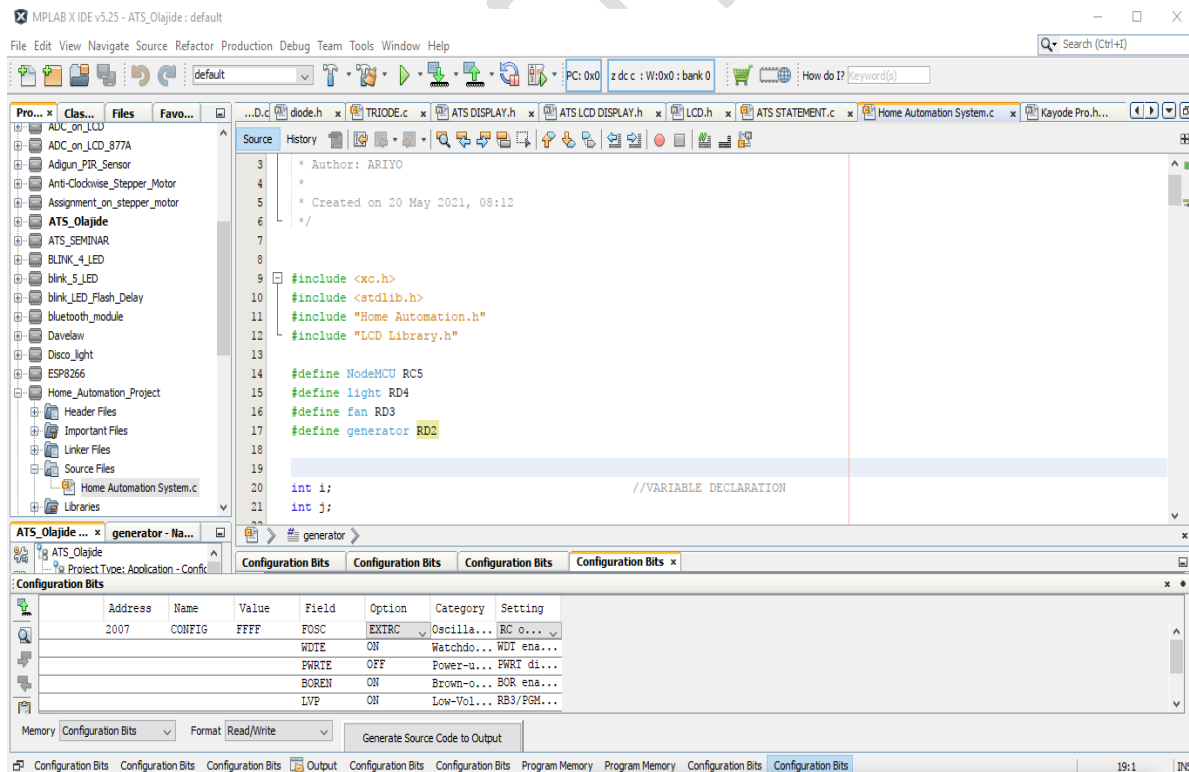 MPLAB X IDE v5.25 - ATS_Olajide : default
File Edit View Navigate Source Refactor Production Debug Team Tools Window Help
Search (Ctrl+I)
default
PC: 0x0
z dc c : W:0x0 : bank 0
How do I?
Keyword(s)
Pro... x Clas... Files Favo...
...D.c diode.h x TRIODE.c x ATS DISPLAY.h x ATS LCD DISPLAY.h x LCD.h x ATS STATEMENT.c x Home Automation System.c x Kayode Pro.h...
Source History
ADC_on_LCD
ADC_on_LCD_877A
Adigun_PIR_Sensor
Anti-Clockwise_Stepper_Motor
Assignment_on_stepper_motor
ATS_Olajide
ATS_SEMINAR
BLINK_4_LED
blink_5_LED
blink_LED_Flash_Delay
bluetooth_module
Davelaw
Disco_light
ESP8266
Home_Automation_Project
Header Files
Important Files
Linker Files
Source Files
Home Automation System.c
Libraries
3 * Author: ARIYO
4 *
5 * Created on 20 May 2021, 08:12
6 */
7
8
9 #include <xc.h>
10 #include <stdlib.h>
11 #include "Home Automation.h"
12 #include "LCD Library.h"
13
14 #define NodeMCU RC5
15 #define light RD4
16 #define fan RD3
17 #define generator RD2
18
19
20 int i; //VARIABLE DECLARATION
21 int j;
generator
ATS_Olajide ... x generator - Na...
ATS_Olajide
Project Type: Application - Config
Configuration Bits Configuration Bits Configuration Bits Configuration Bits x
Configuration Bits
Address Name Value Field Option Category Setting
2007 CONFIG FFFF FOSC EXTRC Oscilla... RC o...
WDTE ON Watchdo... WDT ena...
PWRTE OFF Power-u... PWRT di...
BOREN ON Brown-o... BOR ena...
LVP ON Low-Vol... RB3/PGM...
Memory Configuration Bits Format Read/Write Generate Source Code to Output
Configuration Bits Configuration Bits Configuration Bits Output Configuration Bits Configuration Bits Program Memory Program Memory Configuration Bits Configuration Bits
19:1 INS